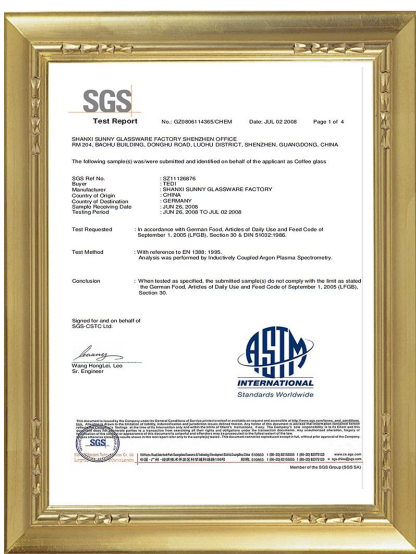 SGS
Test Report No.: GZ0806114365/CHEM Date: JUL 02 2008 Page 1 of 4
SHANXI SUNNY GLASSWARE FACTORY SHENZHEN OFFICE
RM 204, BAOHU BUILDING, DONGHU ROAD, LUOHU DISTRICT, SHENZHEN, GUANGDONG, CHINA
The following sample(s) was/were submitted and identified on behalf of the applicant as Coffee glass
SGS Ref No. : SZ11126876
Buyer : TEDI
Manufacturer : SHANXI SUNNY GLASSWARE FACTORY
Country of Origin : CHINA
Country of Destination : GERMANY
Sample Receiving Date : JUN 26, 2008
Testing Period : JUN 26, 2008 TO JUL 02 2008
Test Requested : In accordance with German Food, Articles of Daily Use and Feed Code of
September 1, 2005 (LFGB), Section 30 & DIN 51032:1986.
Test Method : With reference to EN 1388: 1995.
Analysis was performed by Inductively Coupled Argon Plasma Spectrometry.
Conclusion : When tested as specified, the submitted sample(s) do not comply with the limit as stated
the German Food, Articles of Daily Use and Feed Code of September 1, 2005 (LFGB),
Section 30.
Signed for and on behalf of
SGS-CSTC Ltd.
Wang HongLei, Leo
Sr. Engineer
ASTM
INTERNATIONAL
Standards Worldwide
SGS
Member of the SGS Group (SGS SA)